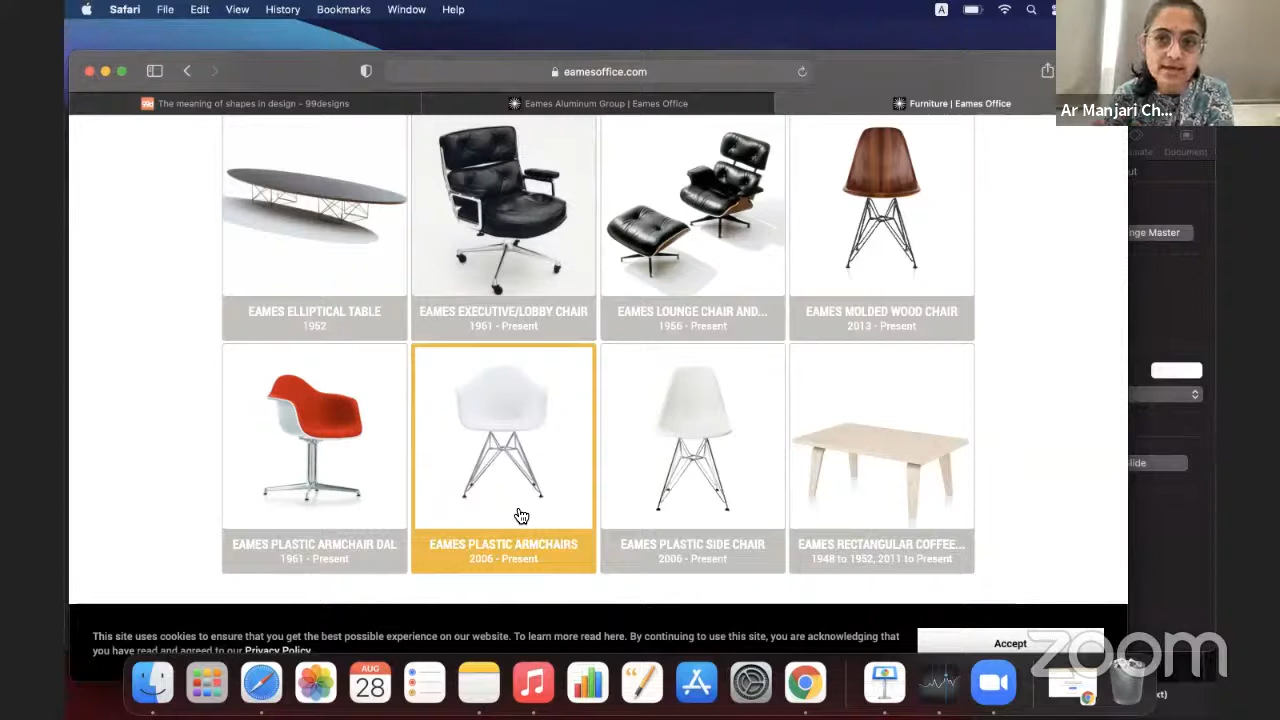 Safari File Edit View History Bookmarks Window Help
A
Ar Manjari Ch...
eamesoffice.com
99d The meaning of shapes in design - 99designs
Eames Aluminum Group | Eames Office
Furniture | Eames Office
Document
nge Master
EAMES ELLIPTICAL TABLE
1952
EAMES EXECUTIVE/LOBBY CHAIR
1961 - Present
EAMES LOUNGE CHAIR AND...
1956 - Present
EAMES MOLDED WOOD CHAIR
2013 - Present
EAMES PLASTIC ARMCHAIR DAL
1961 - Present
EAMES PLASTIC ARMCHAIRS
2006 - Present
EAMES PLASTIC SIDE CHAIR
2006 - Present
EAMES RECTANGULAR COFFEE...
1948 to 1952, 2011 to Present
This site uses cookies to ensure that you get the best possible experience on our website. To learn more read here. By continuing to use this site, you are acknowledging that
you have read and agreed to our Privacy Policy.
Accept
AUG
28
zoom